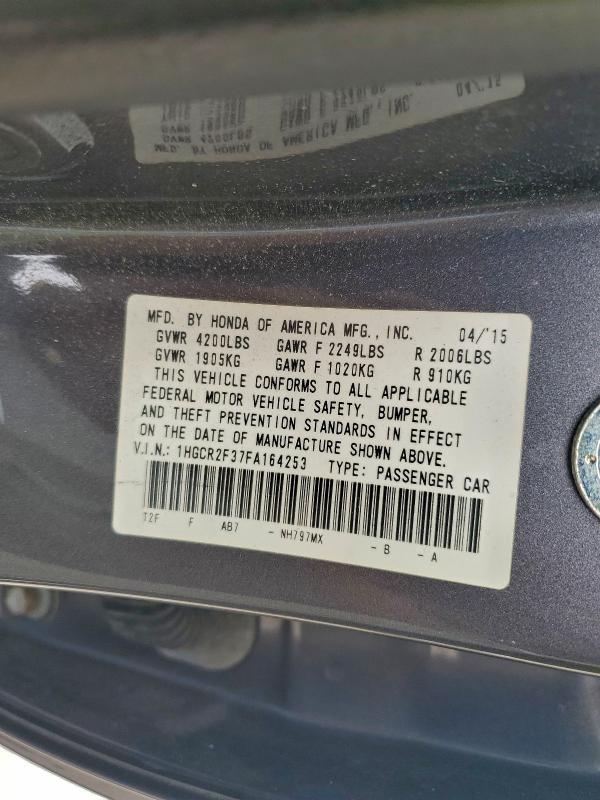 MFD. BY HONDA OF AMERICA MFG., INC. 04/'15
GVWR 4200LBS GAWR F 2249LBS R 2006LBS
GVWR 1905KG GAWR F 1020KG R 910KG
THIS VEHICLE CONFORMS TO ALL APPLICABLE
FEDERAL MOTOR VEHICLE SAFETY, BUMPER,
AND THEFT PREVENTION STANDARDS IN EFFECT
ON THE DATE OF MANUFACTURE SHOWN ABOVE.
V.I.N.: 1HGCR2F37FA164253 TYPE: PASSENGER CAR
T2F F AB7 - NH797MX - B - A